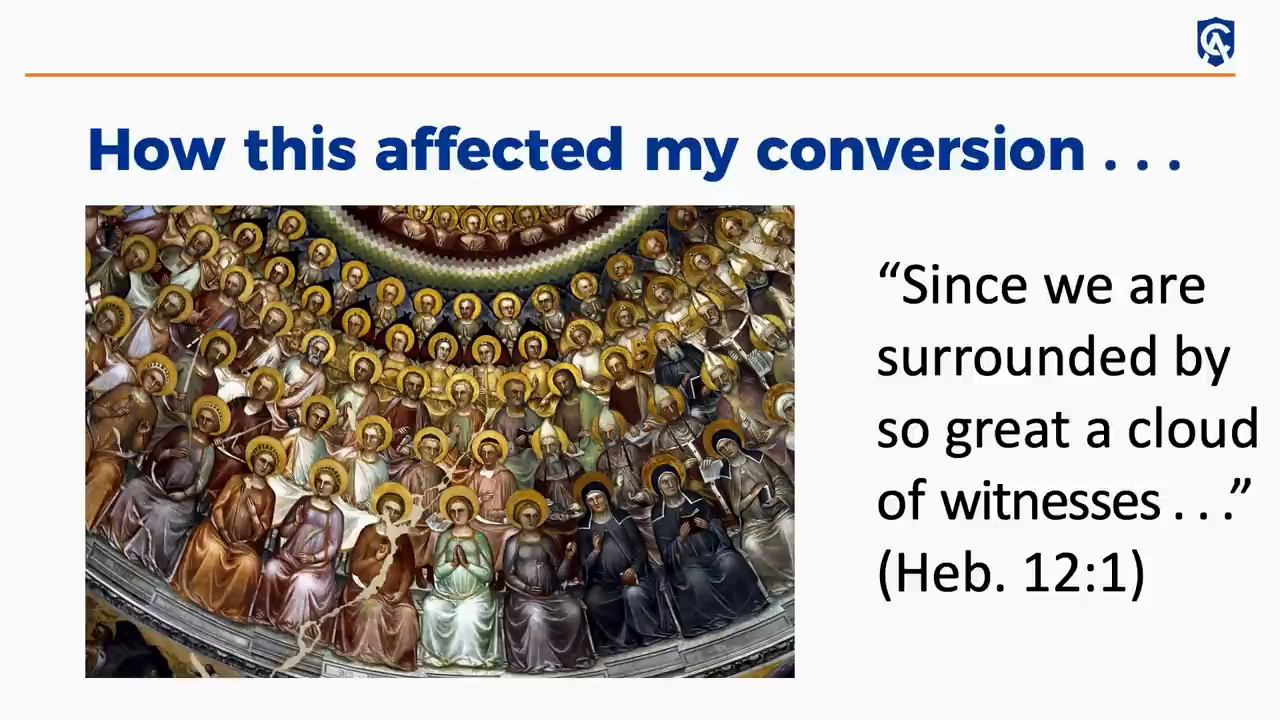 How this affected my conversion . . .
“Since we are
surrounded by
so great a cloud
of witnesses . . .”
(Heb. 12:1)